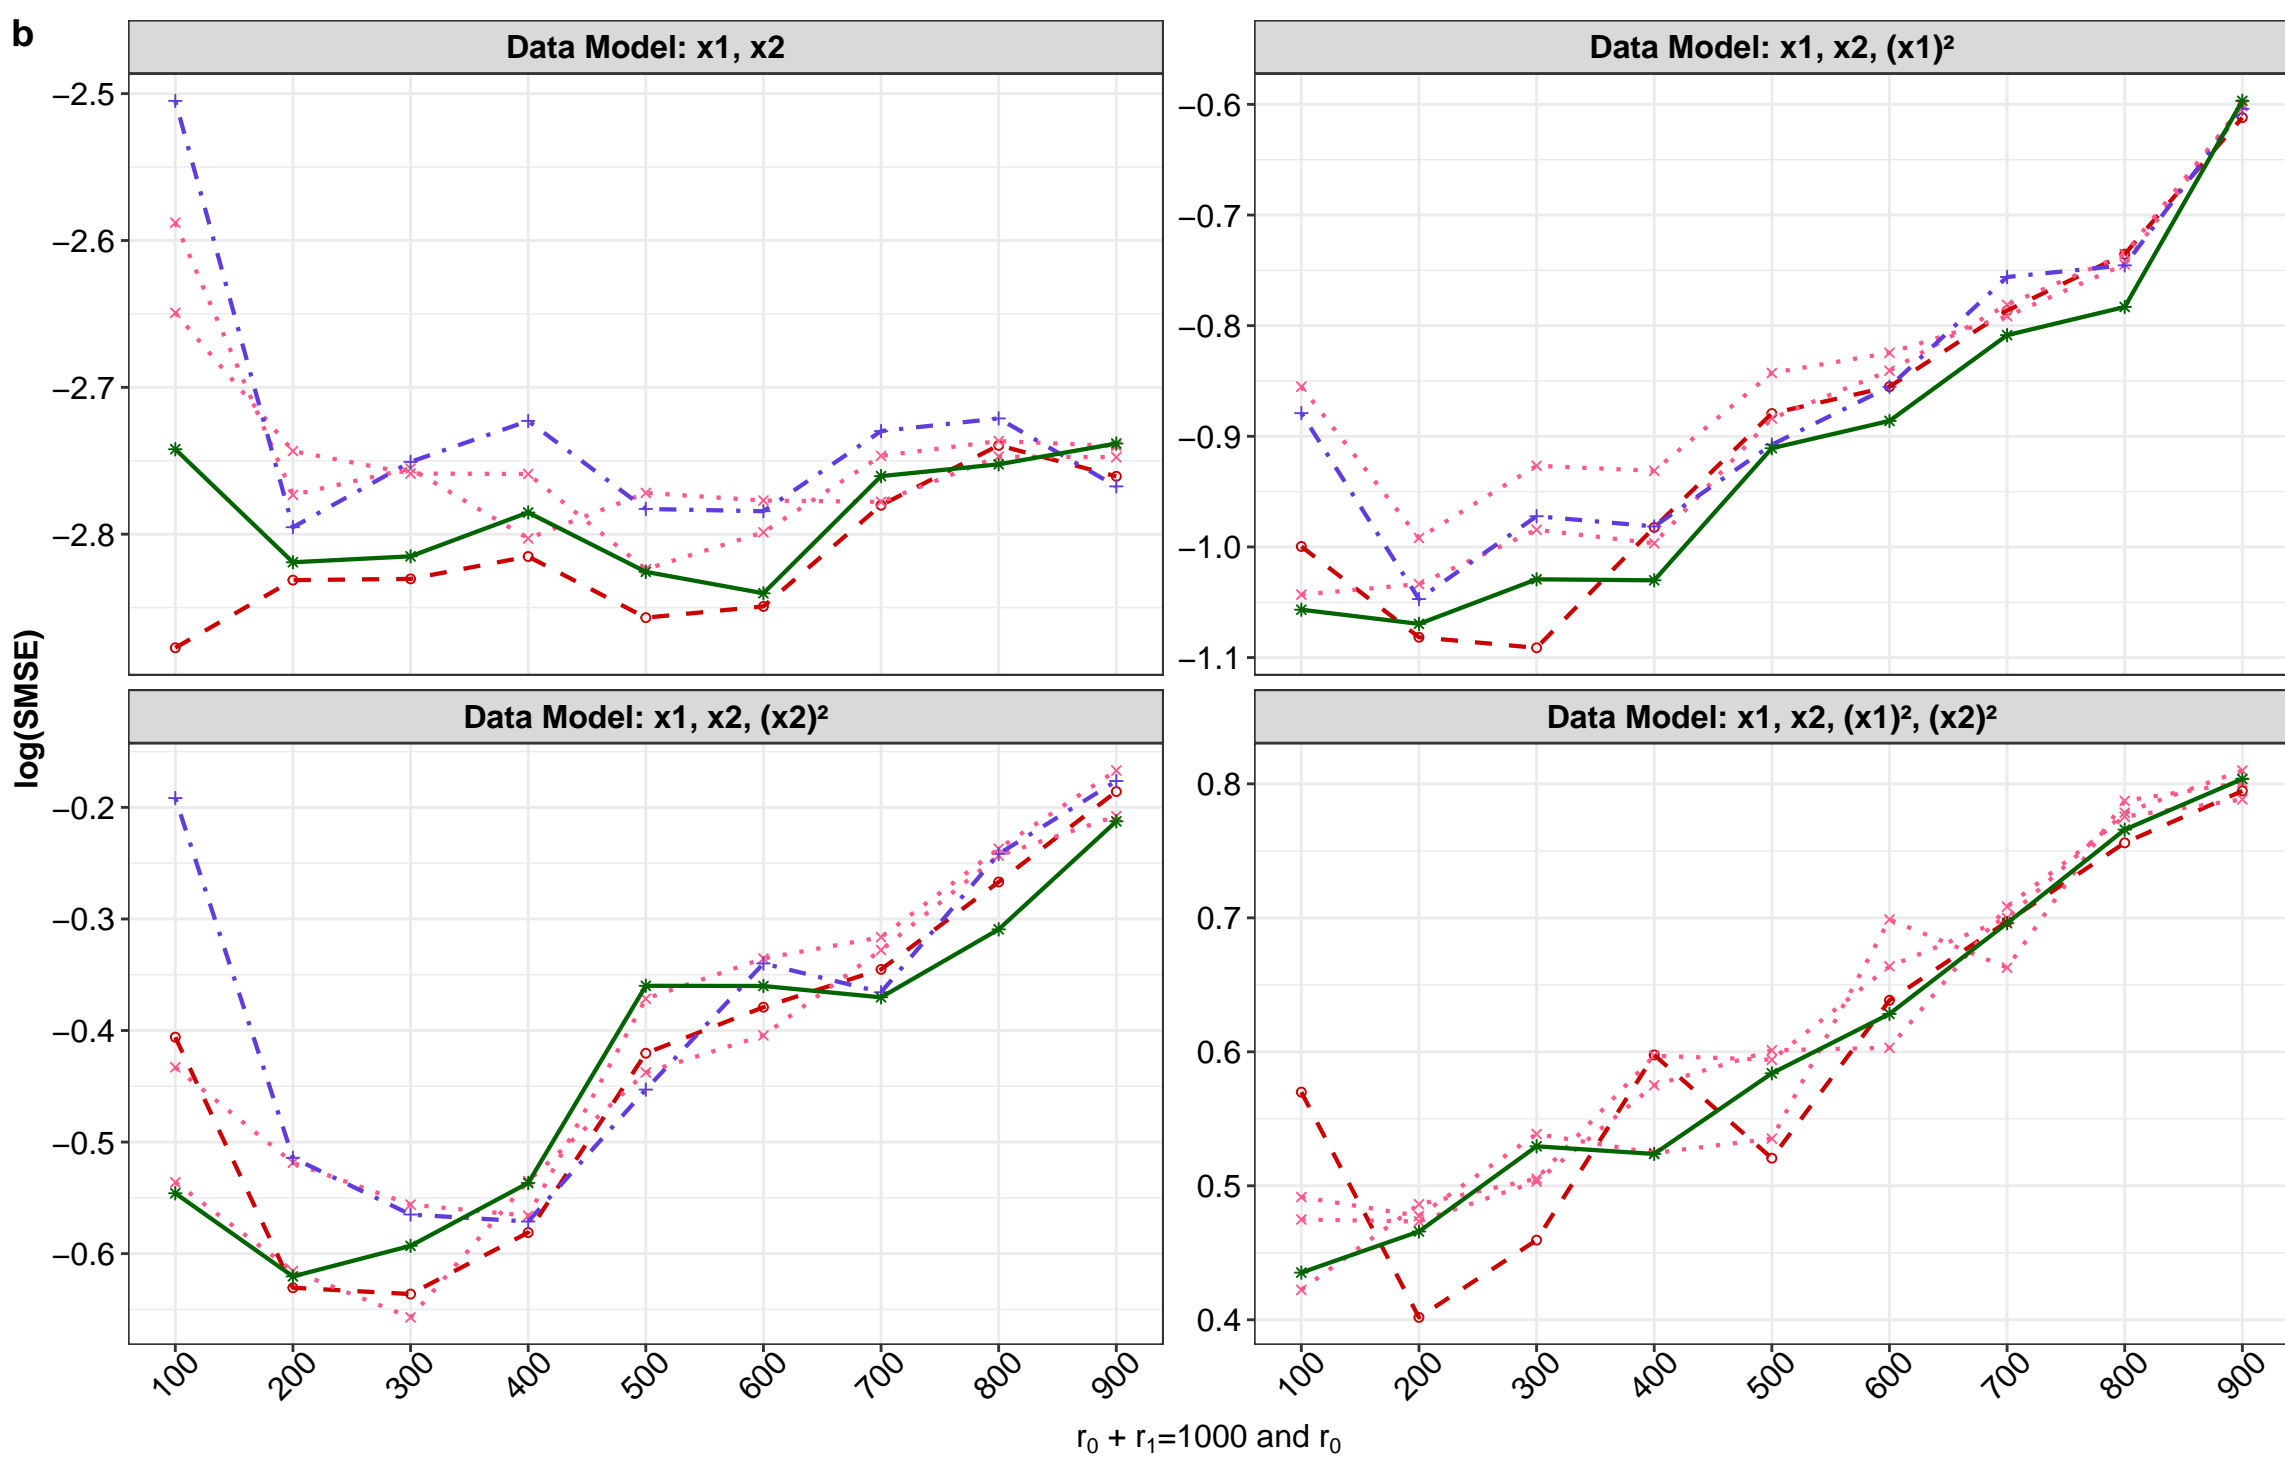 b
Data Model: x1, x2
Data Model: x1, x2, (x1)²
−2.5
−2.6
−2.7
−2.8
−0.6
−0.7
−0.8
−0.9
−1.0
−1.1
log(SMSE)
Data Model: x1, x2, (x2)²
Data Model: x1, x2, (x1)², (x2)²
−0.2
−0.3
−0.4
−0.5
−0.6
0.8
0.7
0.6
0.5
0.4
100 200 300 400 500 600 700 800 900
100 200 300 400 500 600 700 800 900
r₀ + r₁=1000 and r₀